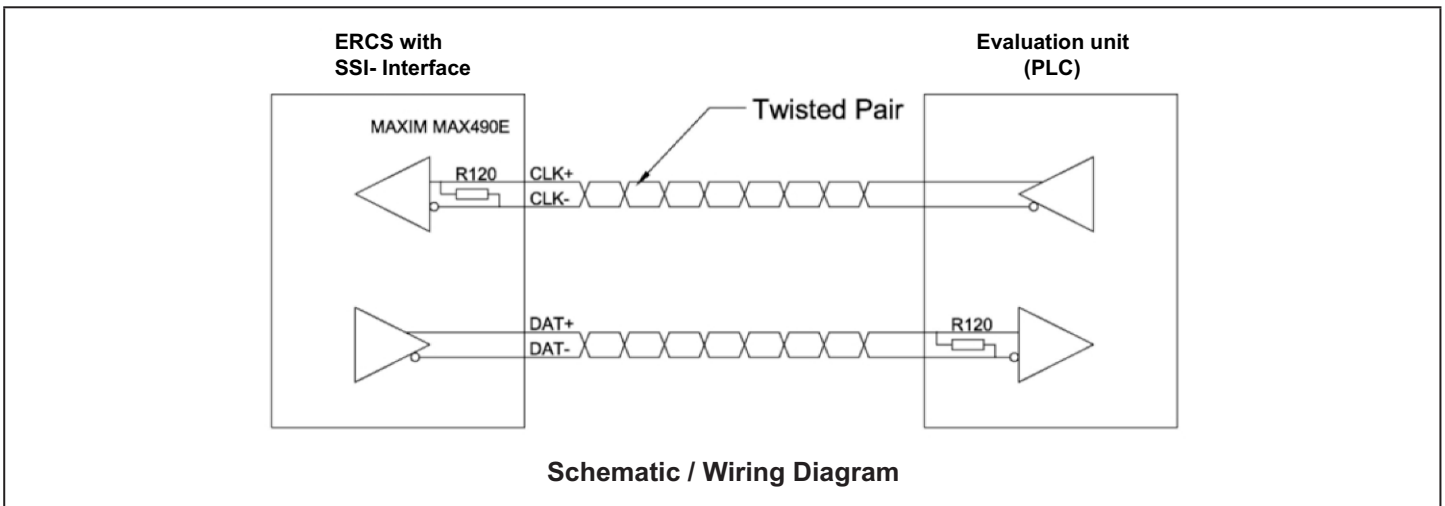 ERCS with
SSI- Interface
Evaluation unit
(PLC)
MAXIM MAX490E
Twisted Pair
R120
CLK+
CLK-
DAT+
DAT-
R120
Schematic / Wiring Diagram